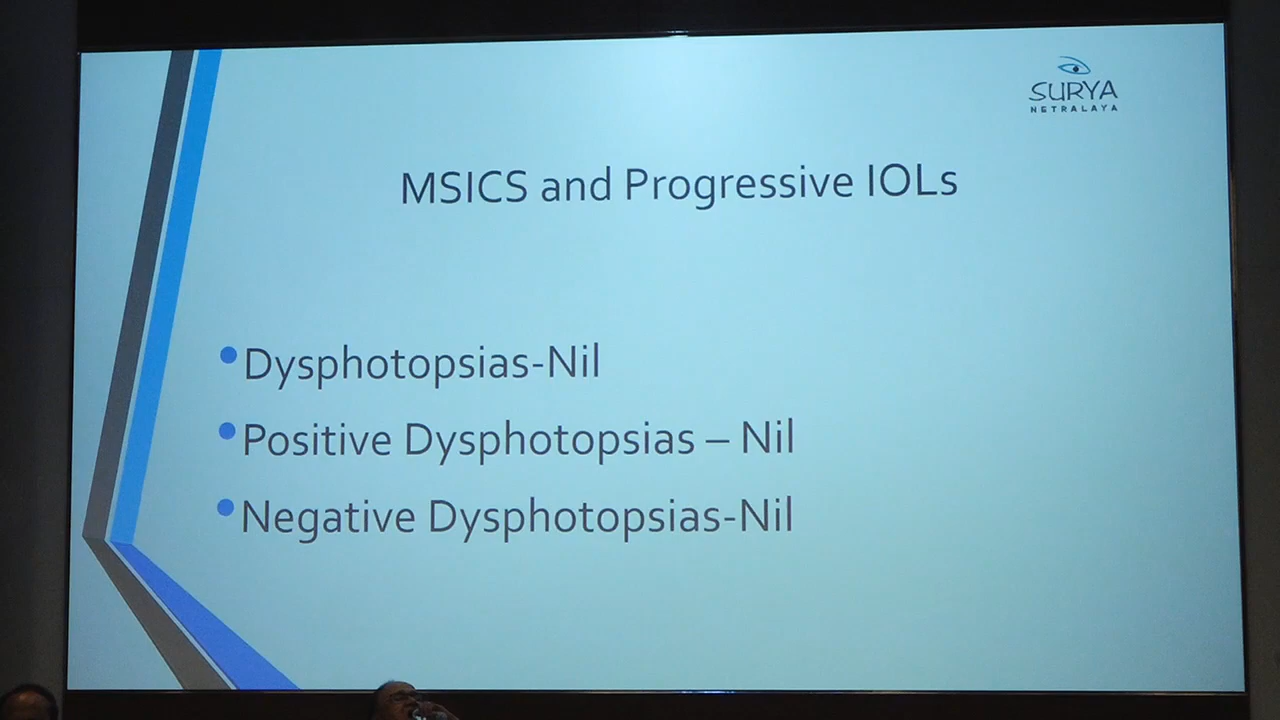 SURYA
NETRALAYA
MSICS and Progressive IOLs
•Dysphotopsias-Nil
•Positive Dysphotopsias – Nil
•Negative Dysphotopsias-Nil